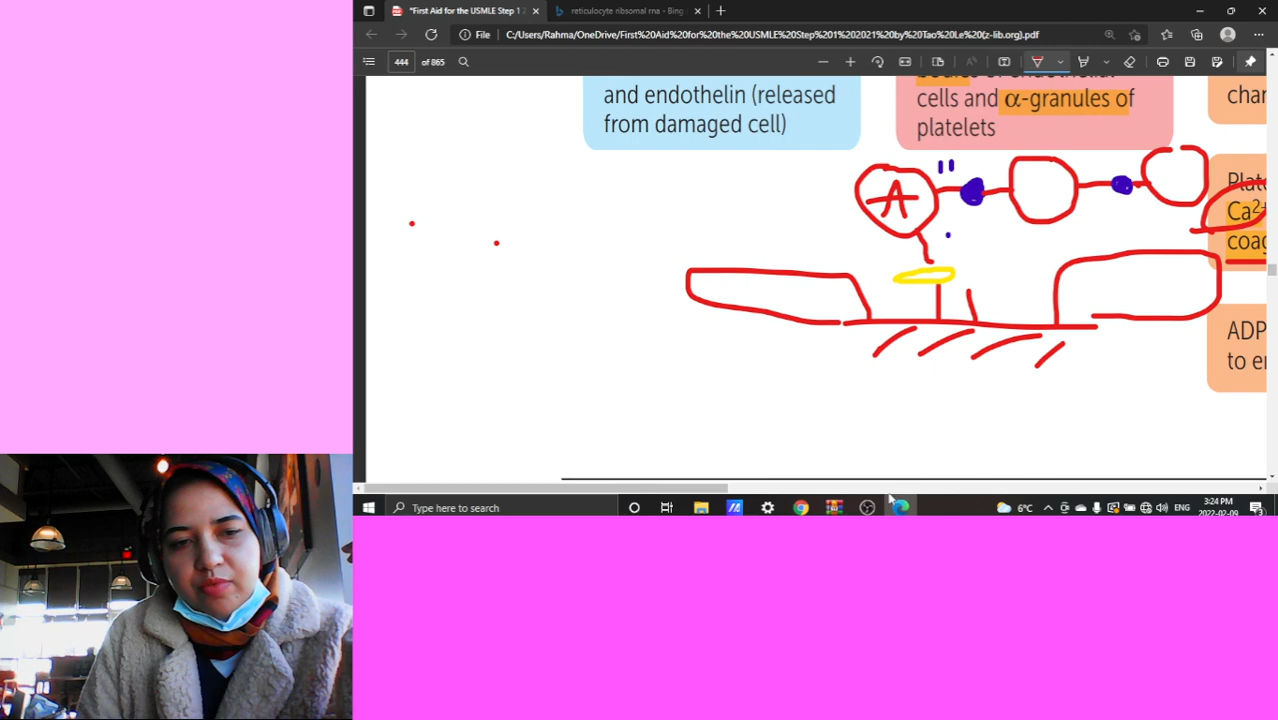 *First Aid for the USMLE Step 1 2
reticulocyte ribsomal rna - Bing
File
C:/Users/Rahma/OneDrive/First%20Aid%20for%20the%20USMLE%20Step%201%202021%20by%20Tao%20Le%20(z-lib.org).pdf
444 of 865
and endothelin (released
from damaged cell)
cells and α-granules of
platelets
char
Plate
Ca2+
coag
ADP
to en
A
Type here to search
6°C
ENG
3:24 PM
2022-02-09